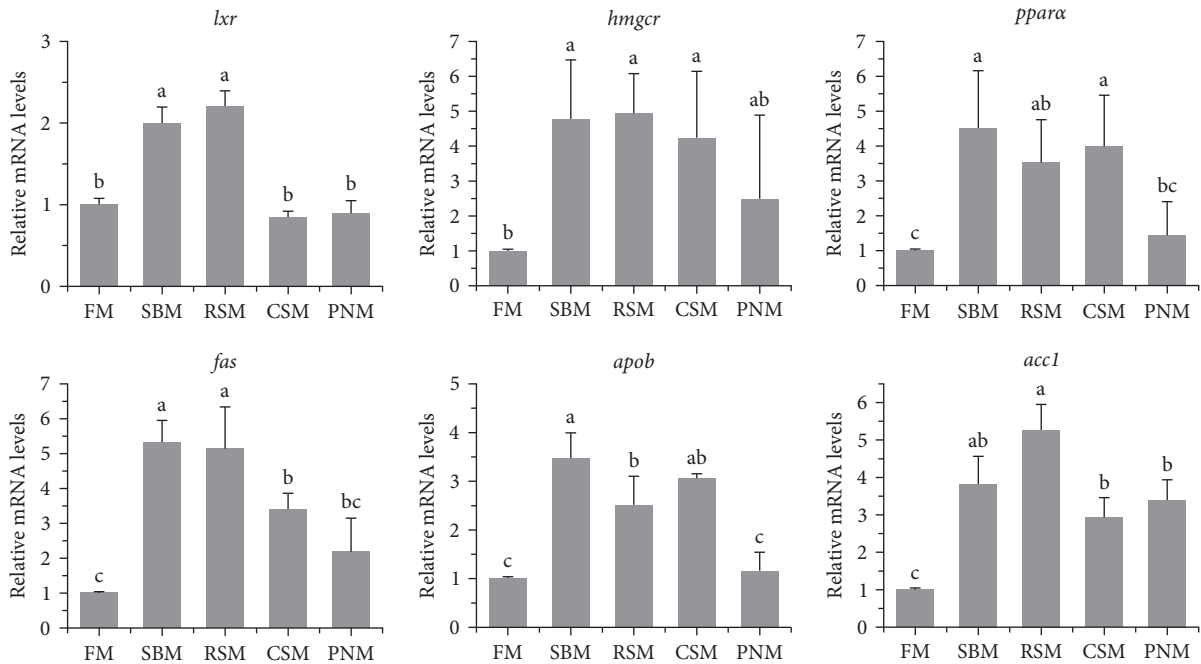 lxr
Relative mRNA levels
3
2
1
0
b
a
a
b
b
FM SBM RSM CSM PNM
hmgcr
Relative mRNA levels
7
6
5
4
3
2
1
0
b
a
a
a
ab
FM SBM RSM CSM PNM
pparα
Relative mRNA levels
7
6
5
4
3
2
1
0
c
a
ab
a
bc
FM SBM RSM CSM PNM
fas
Relative mRNA levels
7
6
5
4
3
2
1
0
c
a
a
b
bc
FM SBM RSM CSM PNM
apob
Relative mRNA levels
5
4
3
2
1
0
c
a
b
ab
c
FM SBM RSM CSM PNM
acc1
Relative mRNA levels
6
5
4
3
2
1
0
c
ab
a
b
b
FM SBM RSM CSM PNM